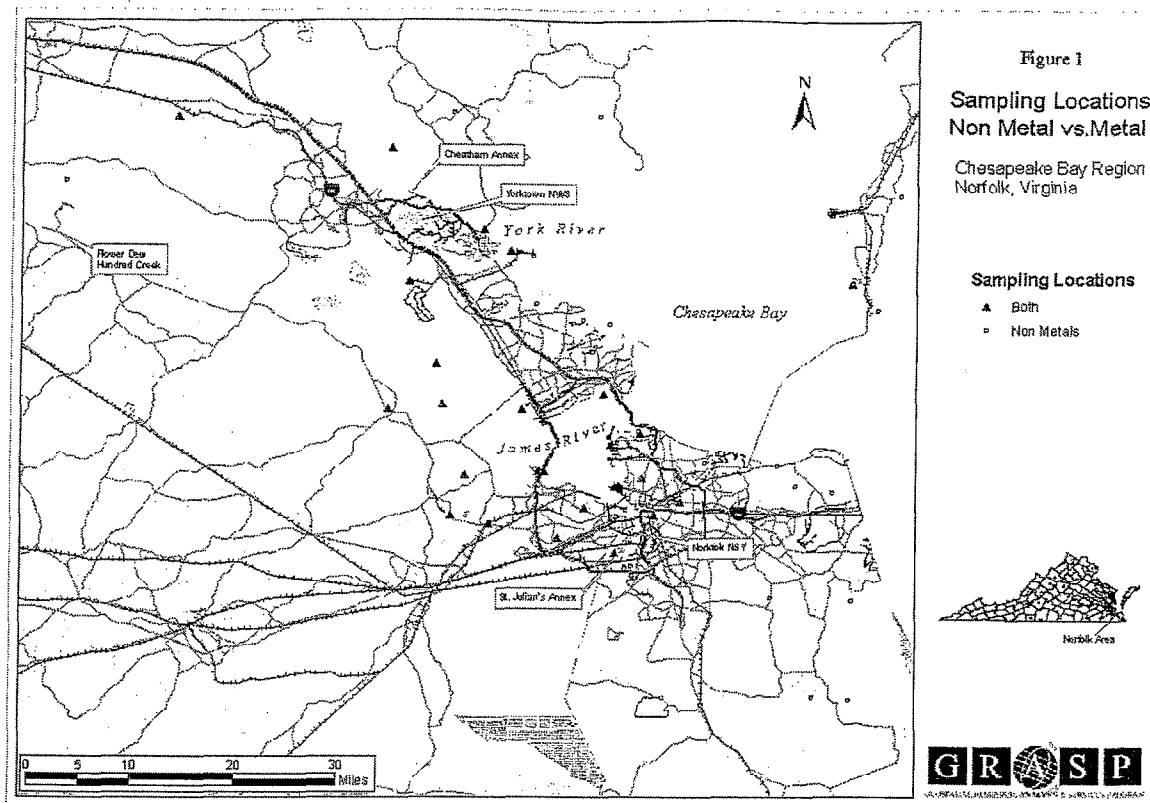 Figure 1
Sampling Locations
Non Metal vs.Metal
Chesapeake Bay Region
Norfolk, Virginia
Sampling Locations
Both
Non Metals
N
Cheatham Annex
Yorktown NWS
York River
Flower Dew
Hundred Creek
Chesapeake Bay
James River
Norfolk NSY
St. Julian's Annex
Norfolk Area
0 5 10 20 30
Miles
GRASP